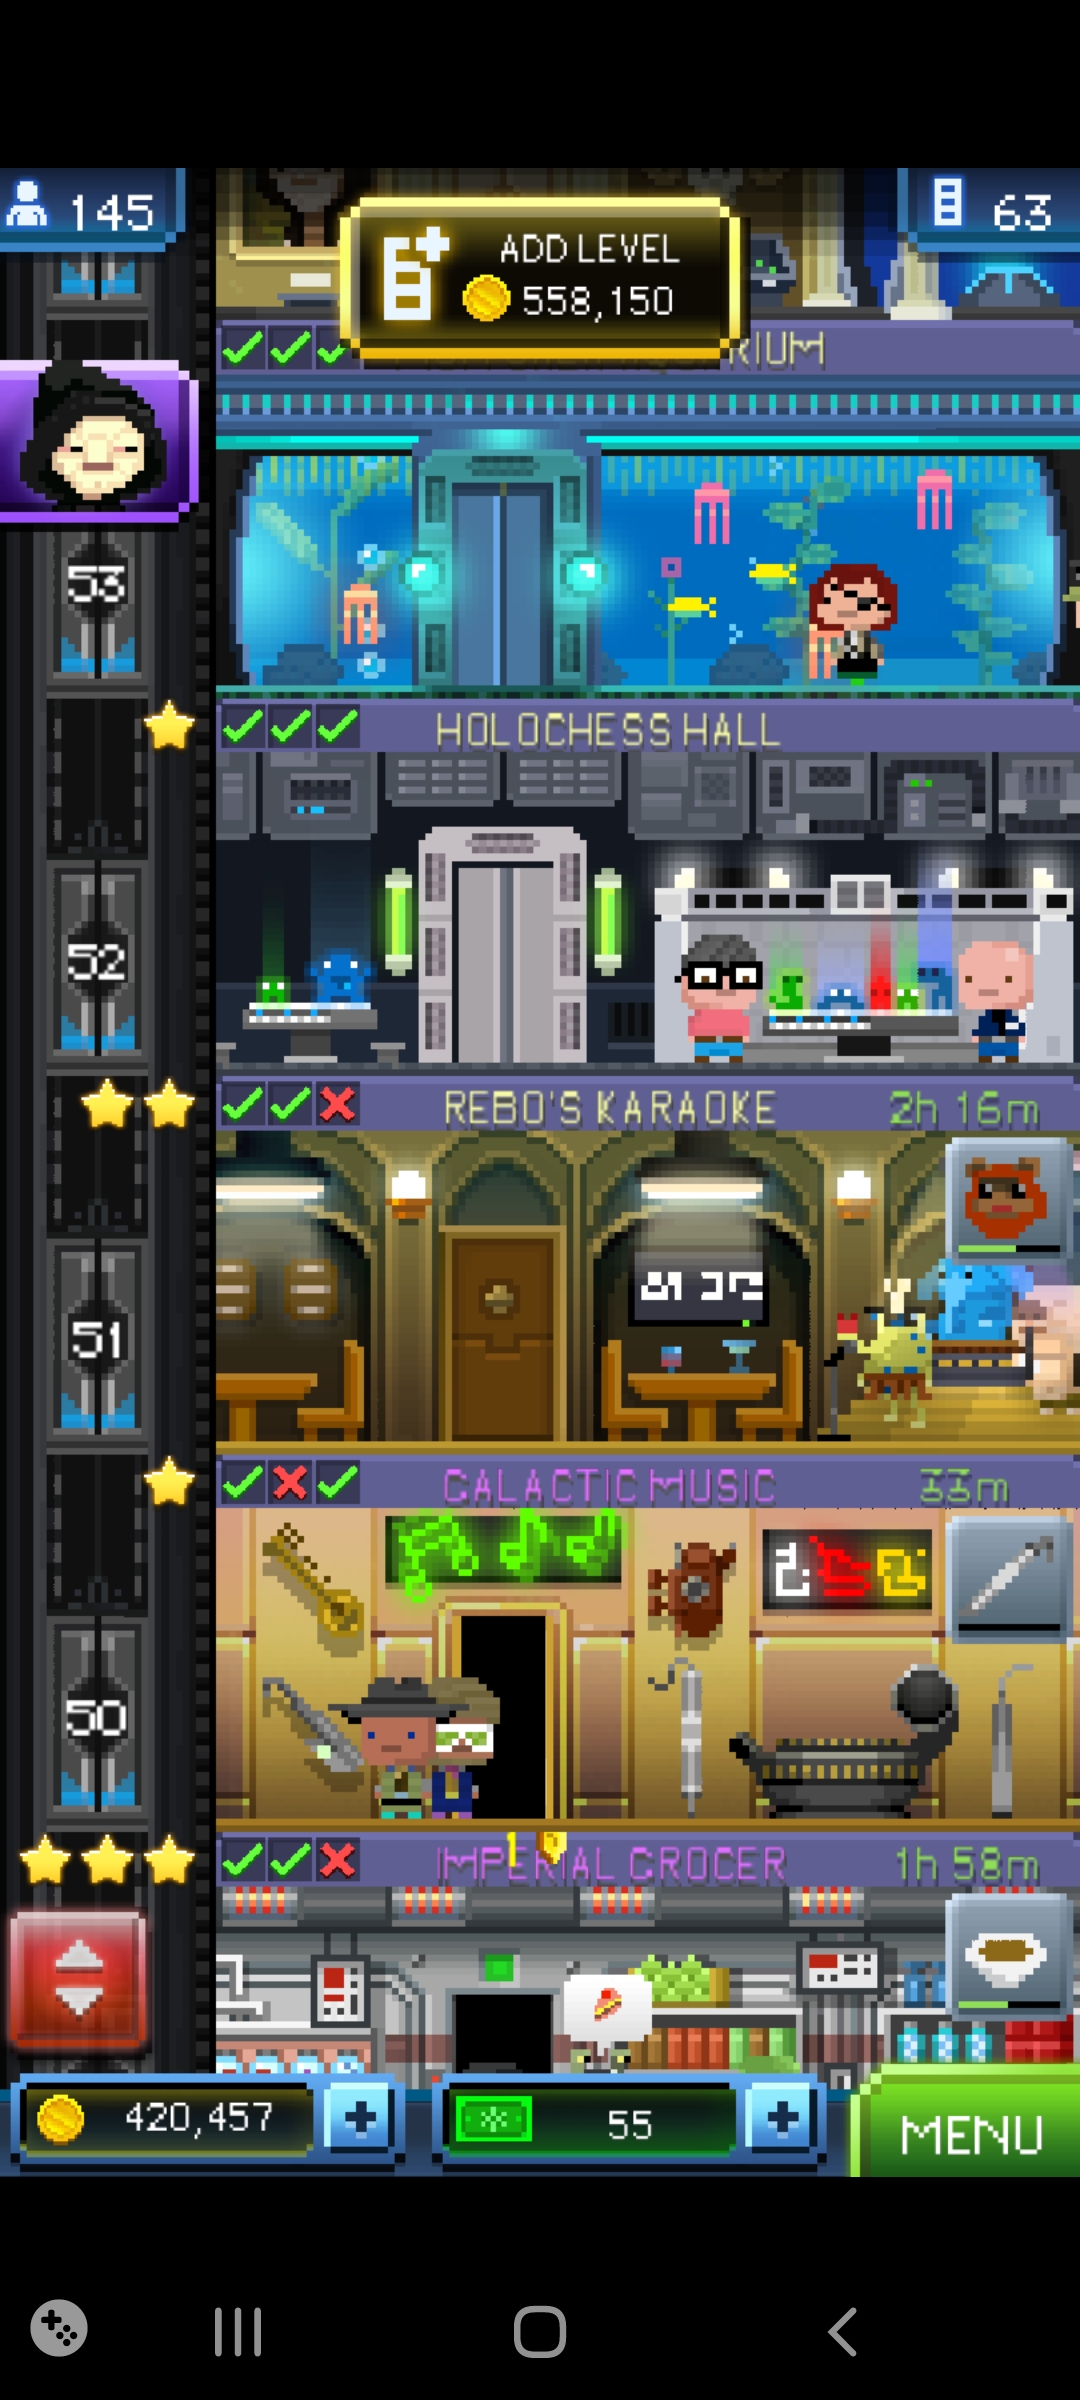 145
ADD LEVEL
558,150
63
RIUM
53
HOLOCHESS HALL
52
REBO'S KARAOKE 2h 16m
51
GALACTIC MUSIC 33m
50
1
IMPERIAL GROCER 1h 58m
420,457
55
MENU